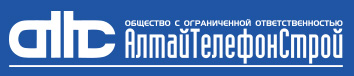 атс
ОБЩЕСТВО С ОГРАНИЧЕННОЙ ОТВЕТСТВЕННОСТЬЮ
АлтайТелефонСтрой